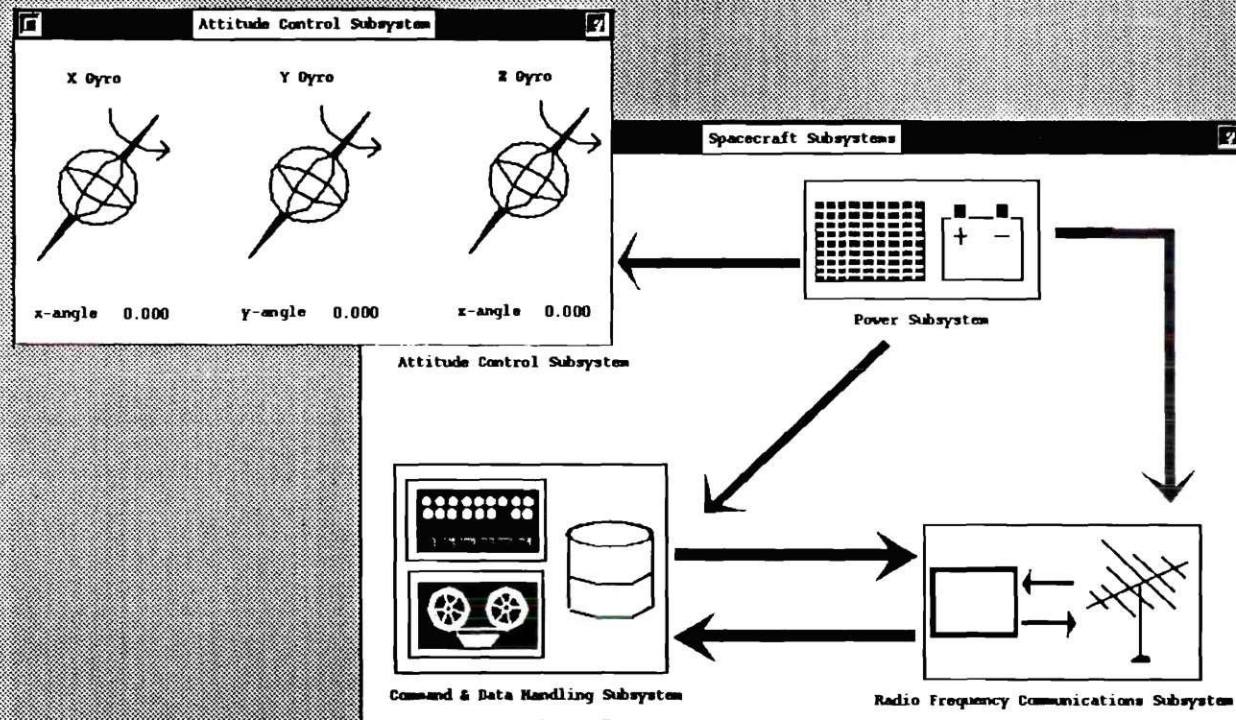 Attitude Control Subsystem
X Gyro Y Gyro Z Gyro
x-angle 0.000 y-angle 0.000 z-angle 0.000
Spacecraft Subsystems
+ −
Power Subsystem
Attitude Control Subsystem
Command & Data Handling Subsystem
Radio Frequency Communications Subsystem